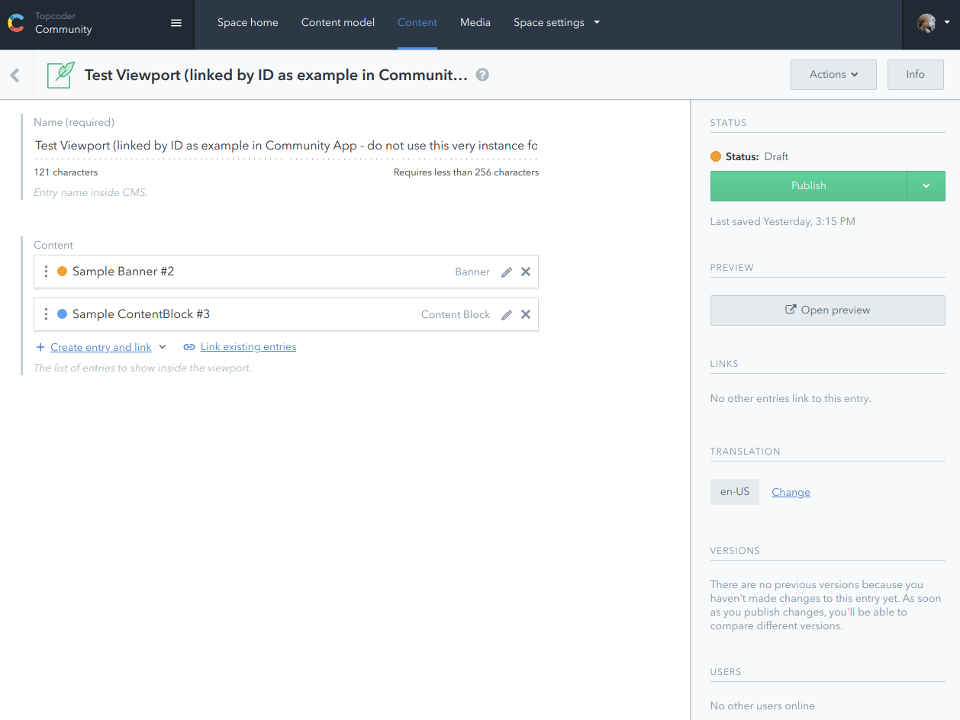 Topcoder
Community
Space home
Content model
Content
Media
Space settings
Test Viewport (linked by ID as example in Communit...
?
Actions
Info
Name (required)
Test Viewport (linked by ID as example in Community App - do not use this very instance fo
121 characters
Requires less than 256 characters
Entry name inside CMS.
Content
Sample Banner #2
Banner
Sample ContentBlock #3
Content Block
Create entry and link
Link existing entries
The list of entries to show inside the viewport.
STATUS
Status: Draft
Publish
Last saved Yesterday, 3:15 PM
PREVIEW
Open preview
LINKS
No other entries link to this entry.
TRANSLATION
en-US
Change
VERSIONS
There are no previous versions because you
haven't made changes to this entry yet. As soon
as you publish changes, you'll be able to
compare different versions.
USERS
No other users online